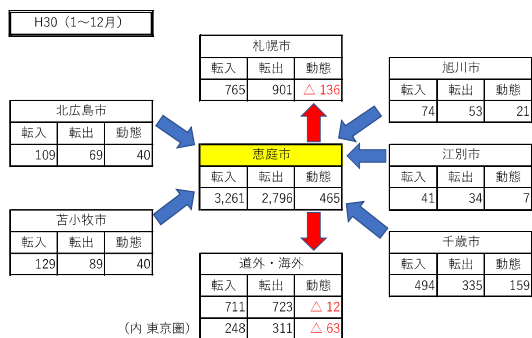 H30（1～12月）
札幌市
転入 転出 動態
765 901 △ 136
旭川市
転入 転出 動態
74 53 21
北広島市
転入 転出 動態
109 69 40
恵庭市
転入 転出 動態
3,261 2,796 465
江別市
転入 転出 動態
41 34 7
苫小牧市
転入 転出 動態
129 89 40
千歳市
転入 転出 動態
494 335 159
道外・海外
転入 転出 動態
711 723 △ 12
（内 東京圏） 248 311 △ 63